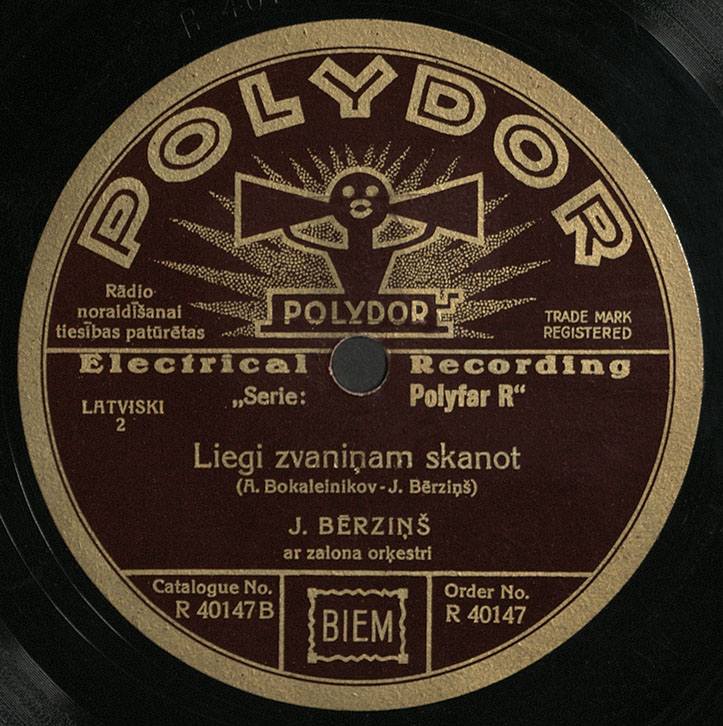 POLYDOR
POLYDOR
Rādio
noraidīšanai
tiesības patūrētas
TRADE MARK
REGISTERED
Electrical Recording
„Serie: Polyfar R“
LATVISKI
2
Liegi zvaniņam skanot
(A. Bokaleinikov - J. Bērziņš)
J. BĒRZIŅŠ
ar zalona orķestri
Catalogue No.
R 40147 B
BIEM
Order No.
R 40147